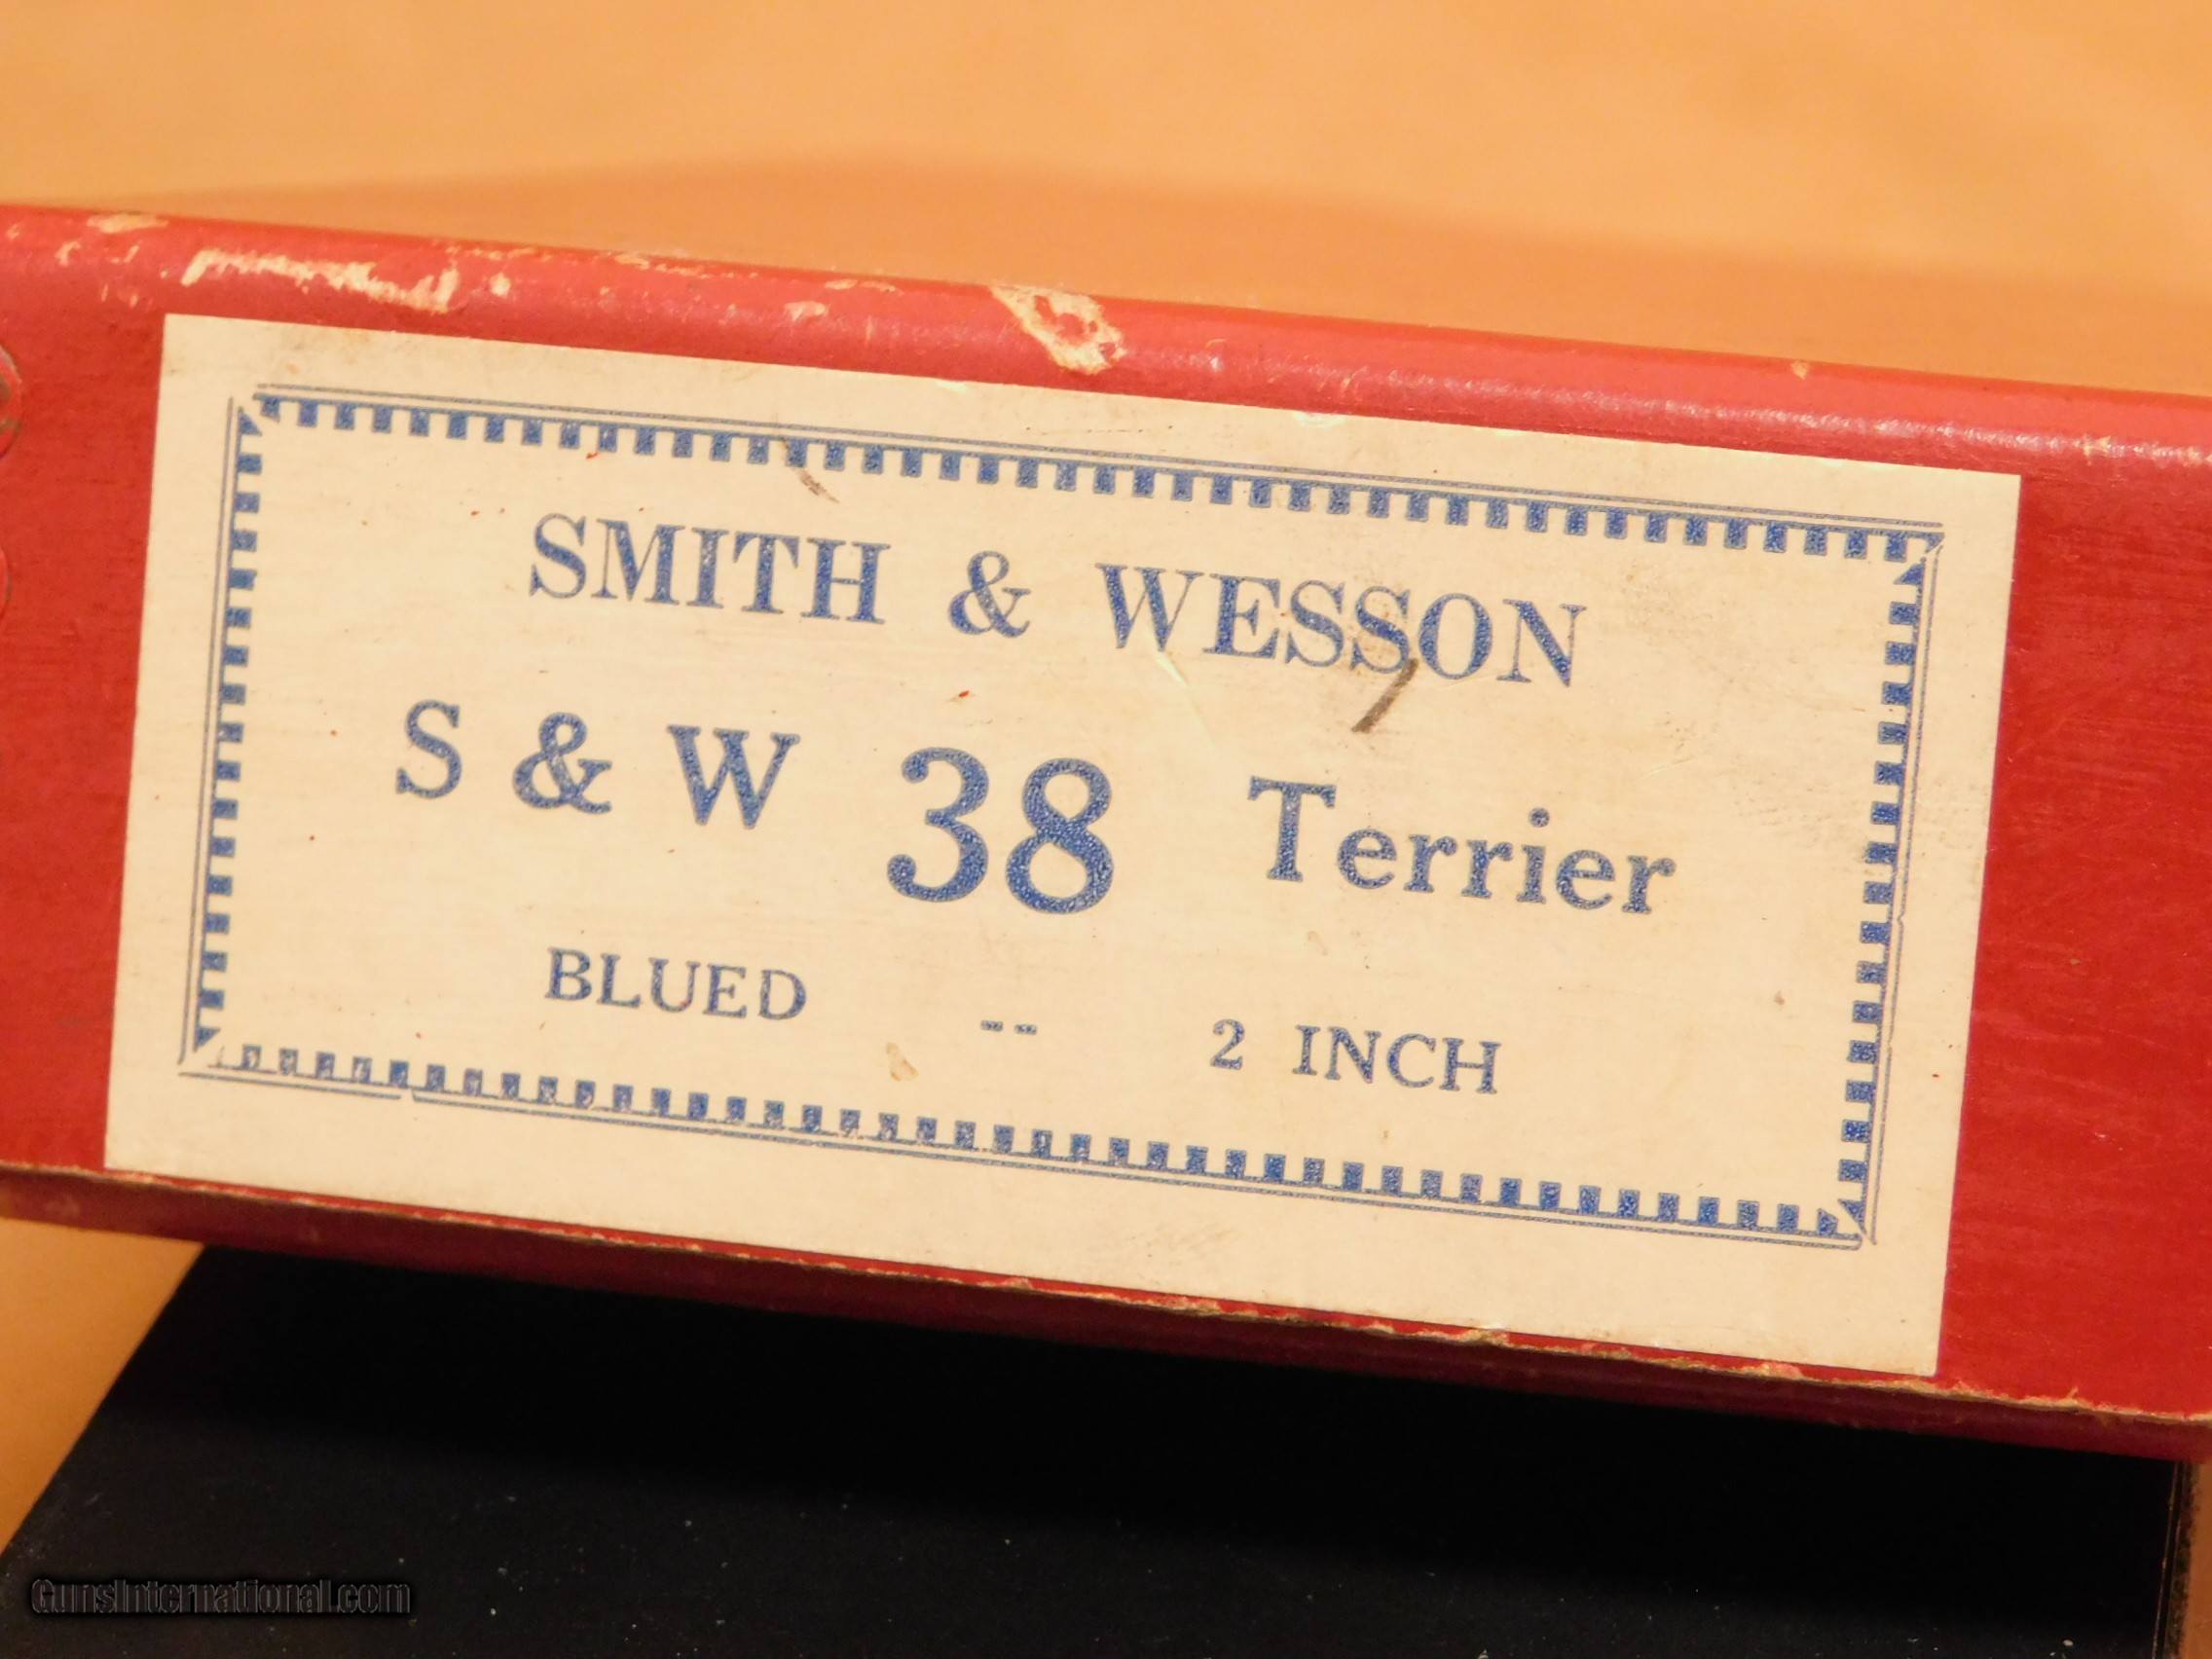 SMITH & WESSON
S & W 38 Terrier
BLUED -- 2 INCH
GunsInternational.com